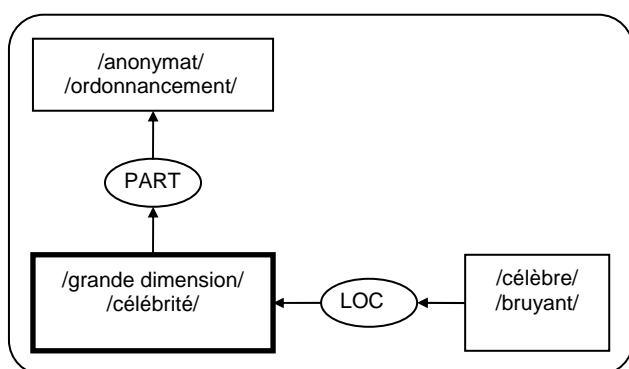 /anonymat/
/ordonnancement/
PART
/grande dimension/
/célébrité/
LOC
/célèbre/
/bruyant/